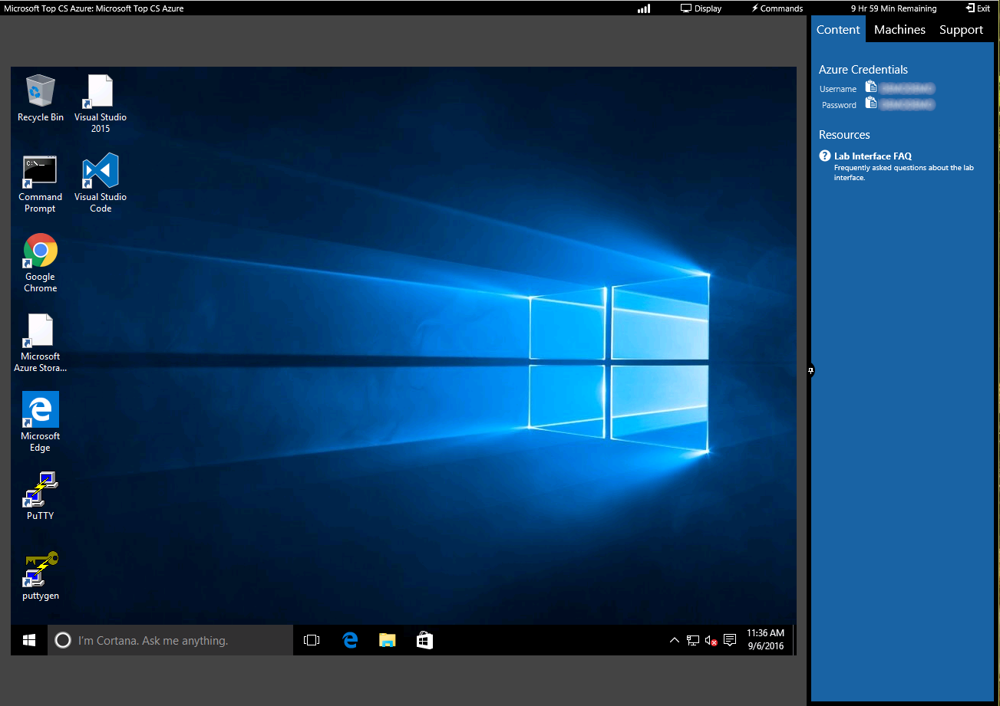 Microsoft Top CS Azure: Microsoft Top CS Azure
Display
Commands
9 Hr 59 Min Remaining
Exit
Content
Machines
Support
Recycle Bin
Visual Studio
2015
C:\_
Command
Prompt
Visual Studio
Code
Google
Chrome
Microsoft
Azure Stora...
Microsoft
Edge
PuTTY
puttygen
I'm Cortana. Ask me anything.
11:36 AM
9/6/2016
Azure Credentials
Username
Password
Resources
Lab Interface FAQ
Frequently asked questions about the lab
interface.